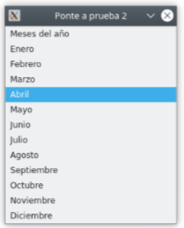 Ponte a prueba 2
Meses del año
Enero
Febrero
Marzo
Abril
Mayo
Junio
Julio
Agosto
Septiembre
Octubre
Noviembre
Diciembre